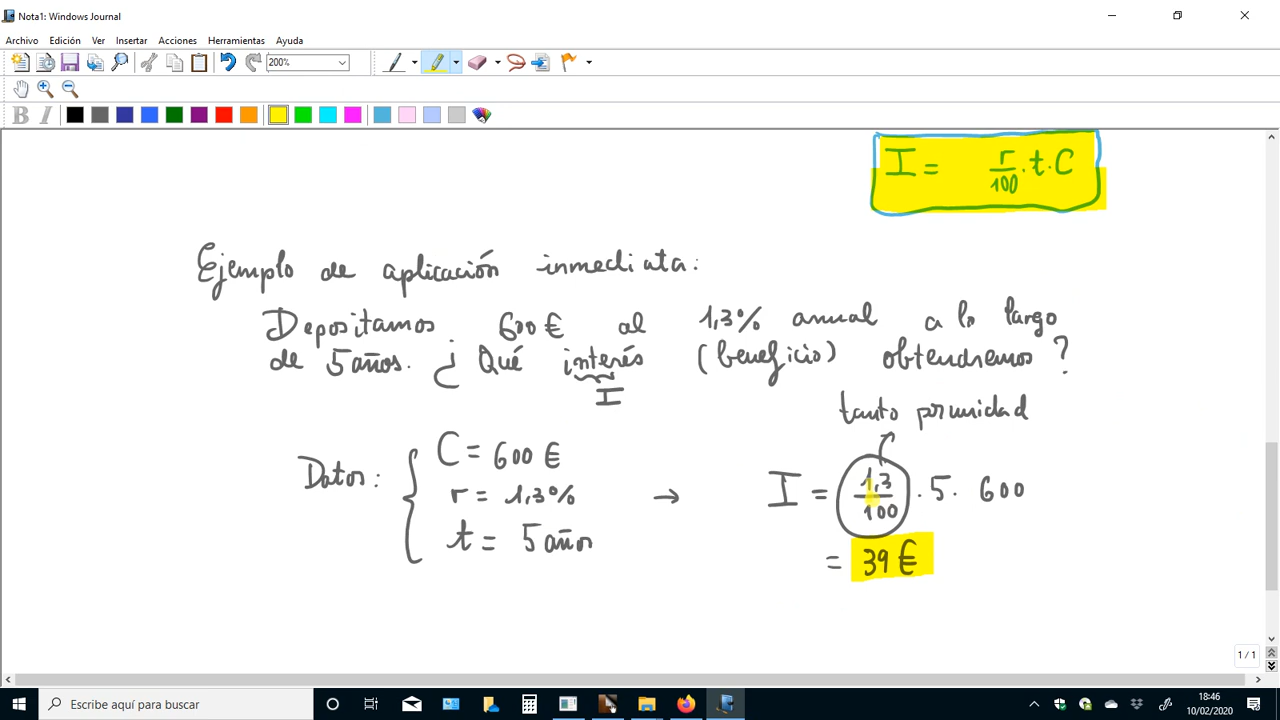 Nota1: Windows Journal
Archivo Edición Ver Insertar Acciones Herramientas Ayuda
200%
B I
I = r/100 · t · C
Ejemplo de aplicación inmediata:
Depositamos 600 € al 1,3% anual a lo largo
de 5 años. ¿Qué interés (beneficio) obtendremos?
I
tanto por unidad
Datos: { C = 600 €
r = 1,3% → I = 1,3/100 · 5 · 600
t = 5 años
= 39 €
1 / 1
Escribe aquí para buscar
18:46
10/02/2020